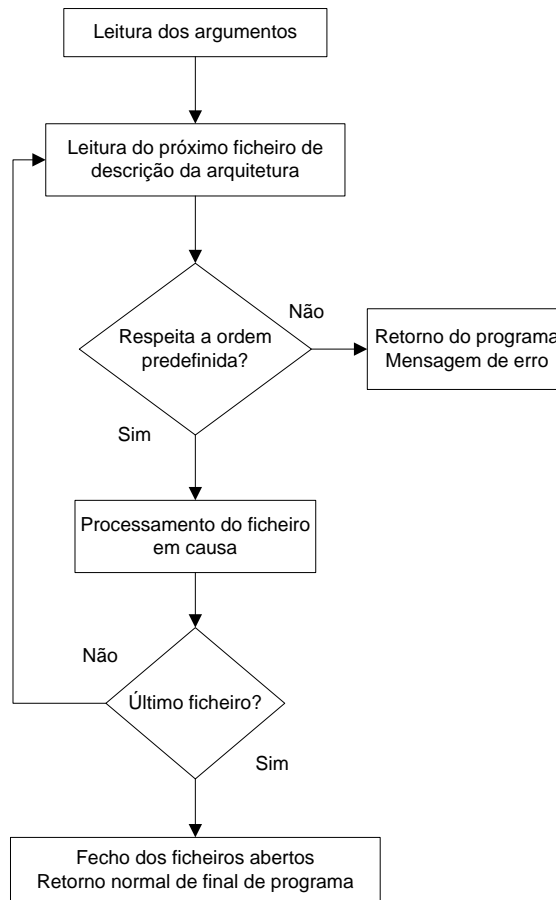 Leitura dos argumentos
Leitura do próximo ficheiro de
descrição da arquitetura
Não
Respeita a ordem
predefinida?
Retorno do programa
Mensagem de erro
Sim
Processamento do ficheiro
em causa
Não
Último ficheiro?
Sim
Fecho dos ficheiros abertos
Retorno normal de final de programa